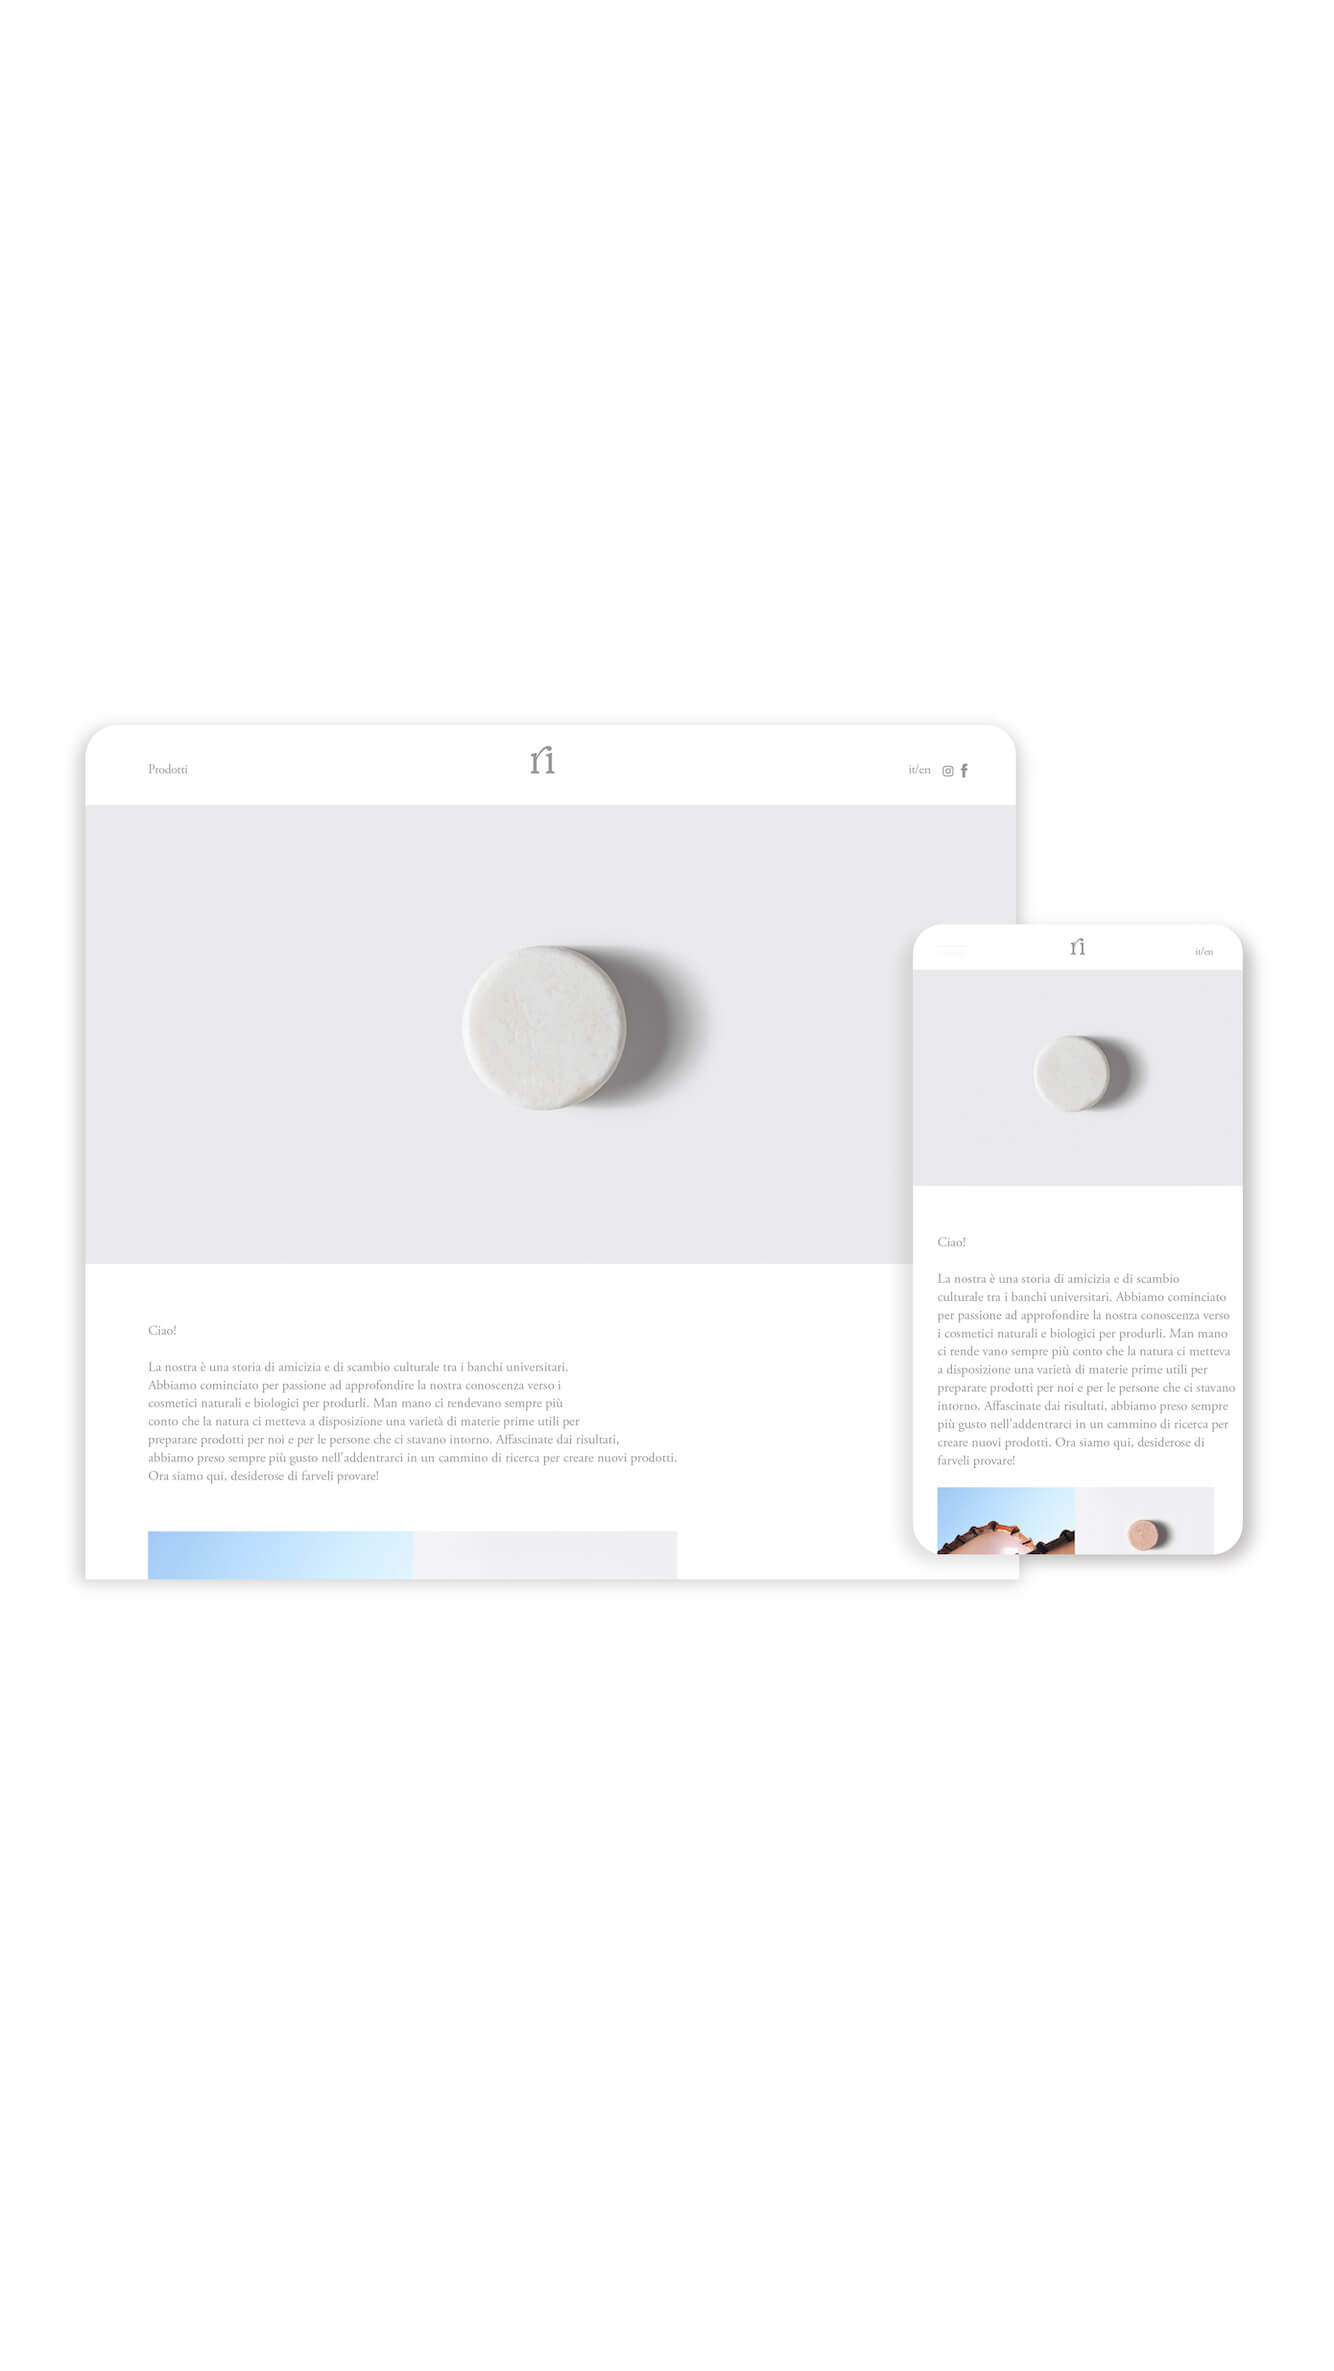 Prodotti
ri
it/en
Ciao!
La nostra è una storia di amicizia e di scambio culturale tra i banchi universitari.
Abbiamo cominciato per passione ad approfondire la nostra conoscenza verso i
cosmetici naturali e biologici per produrli. Man mano ci rendevano sempre più
conto che la natura ci metteva a disposizione una varietà di materie prime utili per
preparare prodotti per noi e per le persone che ci stavano intorno. Affascinate dai risultati,
abbiamo preso sempre più gusto nell'addentrarci in un cammino di ricerca per creare nuovi prodotti.
Ora siamo qui, desiderose di farveli provare!
ri
it/en
Ciao!
La nostra è una storia di amicizia e di scambio
culturale tra i banchi universitari. Abbiamo cominciato
per passione ad approfondire la nostra conoscenza verso
i cosmetici naturali e biologici per produrli. Man mano
ci rende vano sempre più conto che la natura ci metteva
a disposizione una varietà di materie prime utili per
preparare prodotti per noi e per le persone che ci stavano
intorno. Affascinate dai risultati, abbiamo preso sempre
più gusto nell'addentrarci in un cammino di ricerca per
creare nuovi prodotti. Ora siamo qui, desiderose di
farveli provare!